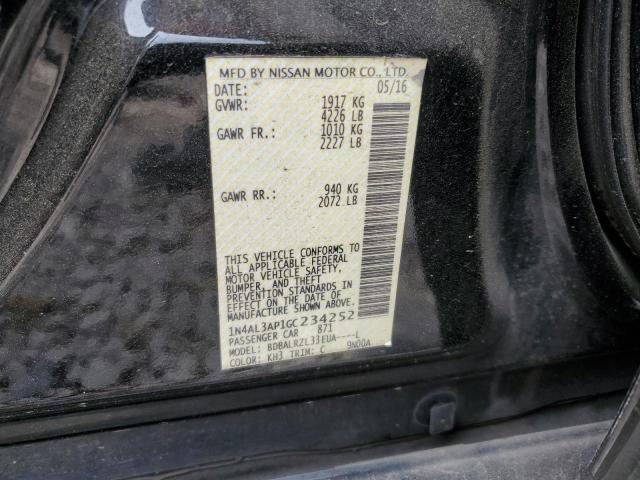 MFD BY NISSAN MOTOR CO., LTD.
DATE: 05/16
GVWR: 1917 KG
4226 LB
GAWR FR.: 1010 KG
2227 LB
GAWR RR.: 940 KG
2072 LB
THIS VEHICLE CONFORMS TO
ALL APPLICABLE FEDERAL
MOTOR VEHICLE SAFETY,
BUMPER, AND THEFT
PREVENTION STANDARDS IN
EFFECT ON THE DATE OF
MANUFACTURE SHOWN ABOVE.
1N4AL3AP1GC234252
PASSENGER CAR 871
MODEL: BDBALRZL33EUA----L
COLOR: KH3 TRIM: C 9N00A